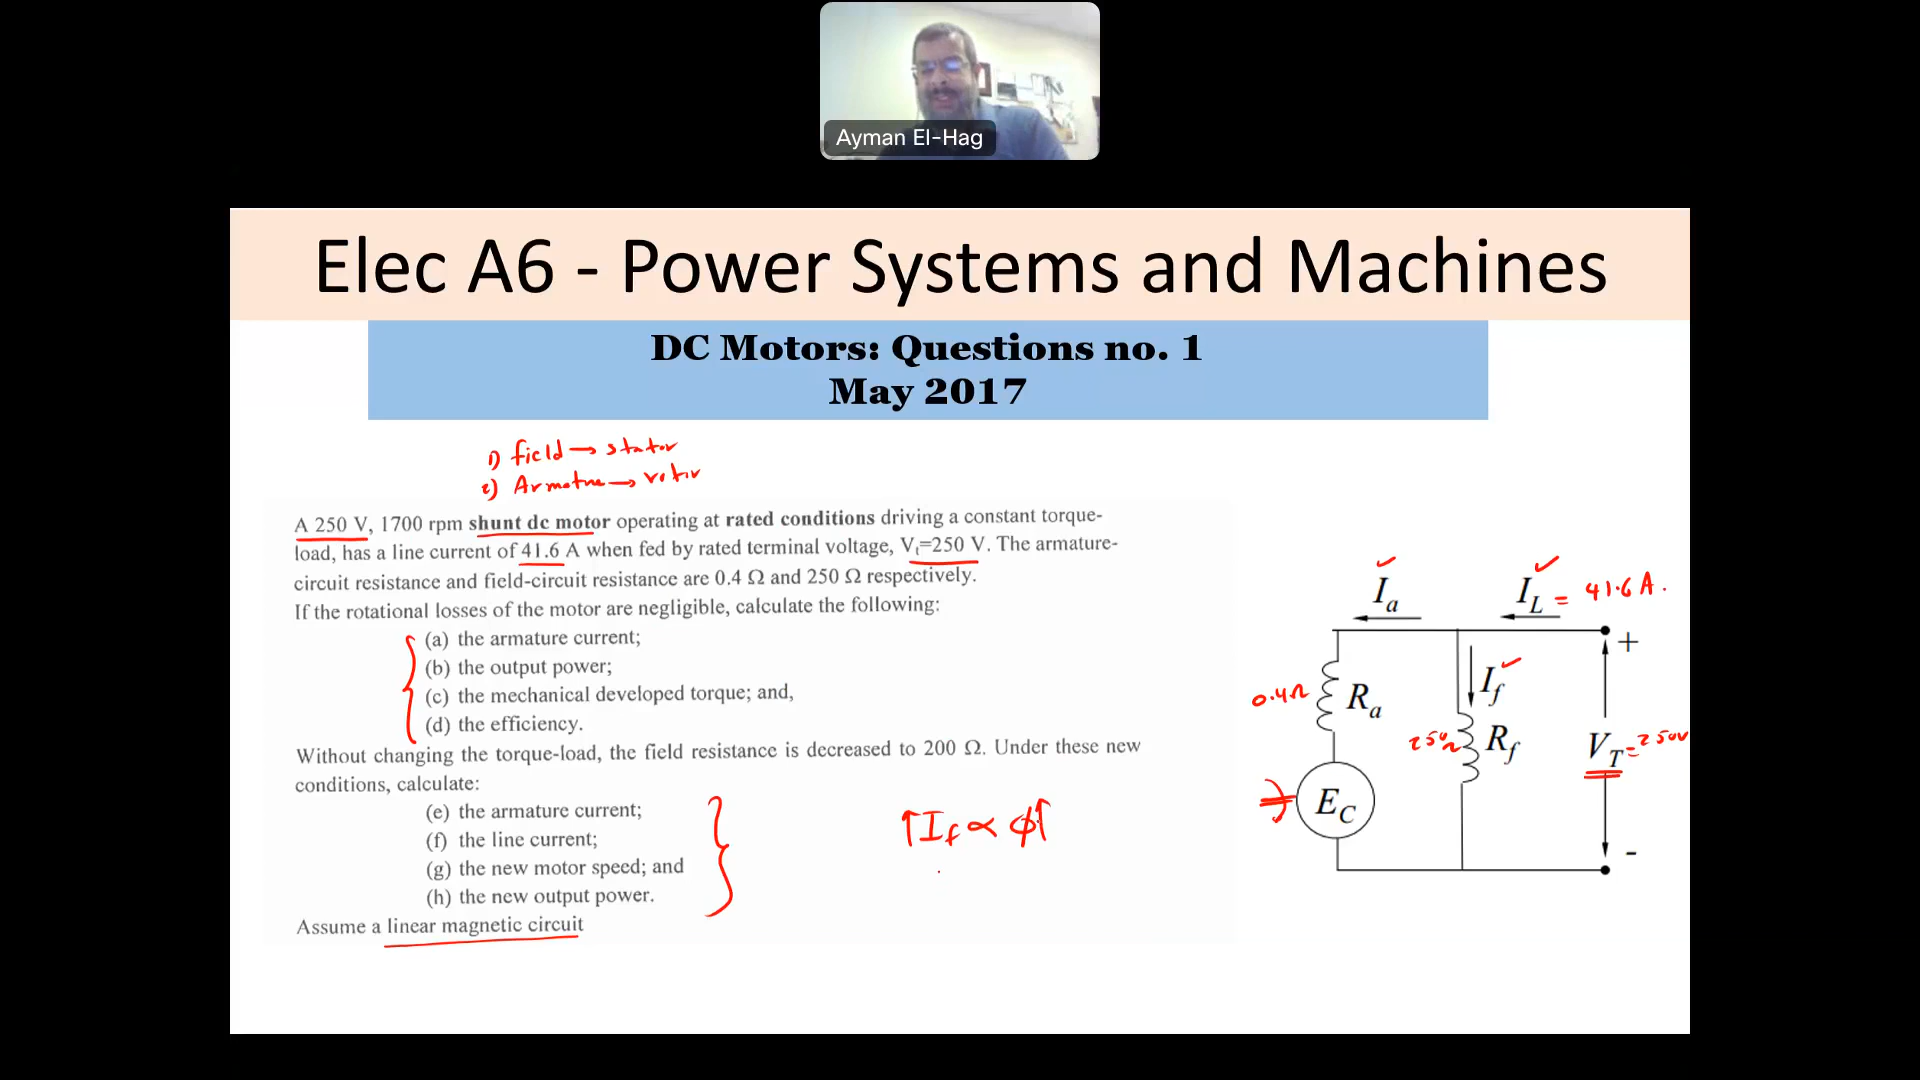 Ayman El-Hag
Elec A6 - Power Systems and Machines
DC Motors: Questions no. 1
May 2017
1) field → stator
2) Armature → rotor
A 250 V, 1700 rpm shunt dc motor operating at rated conditions driving a constant torque-
load, has a line current of 41.6 A when fed by rated terminal voltage, Vt=250 V. The armature-
circuit resistance and field-circuit resistance are 0.4 Ω and 250 Ω respectively.
If the rotational losses of the motor are negligible, calculate the following:
(a) the armature current;
(b) the output power;
(c) the mechanical developed torque; and,
(d) the efficiency.
Without changing the torque-load, the field resistance is decreased to 200 Ω. Under these new
conditions, calculate:
(e) the armature current;
(f) the line current;
(g) the new motor speed; and
(h) the new output power.
Assume a linear magnetic circuit
↑If ∝ φ↑
Ia
IL = 41.6 A.
+
If
0.4Ω Ra
250Ω Rf
VT = 250V
EC
-